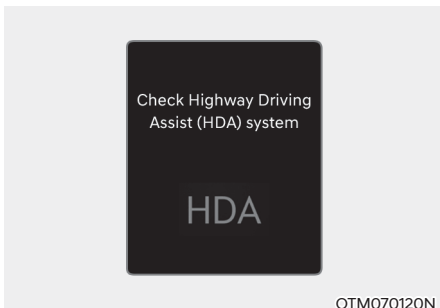 Check Highway Driving
Assist (HDA) system
HDA
OTM070120N